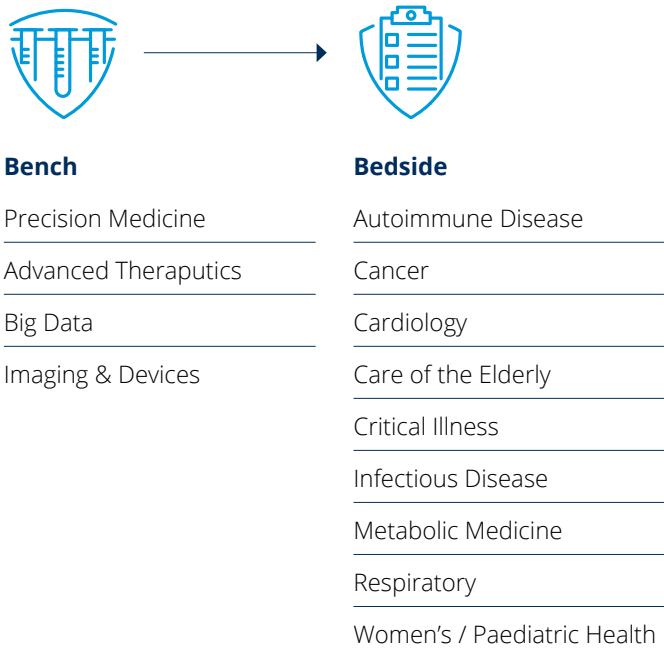 Bench
Precision Medicine
Advanced Theraputics
Big Data
Imaging & Devices
Bedside
Autoimmune Disease
Cancer
Cardiology
Care of the Elderly
Critical Illness
Infectious Disease
Metabolic Medicine
Respiratory
Women’s / Paediatric Health